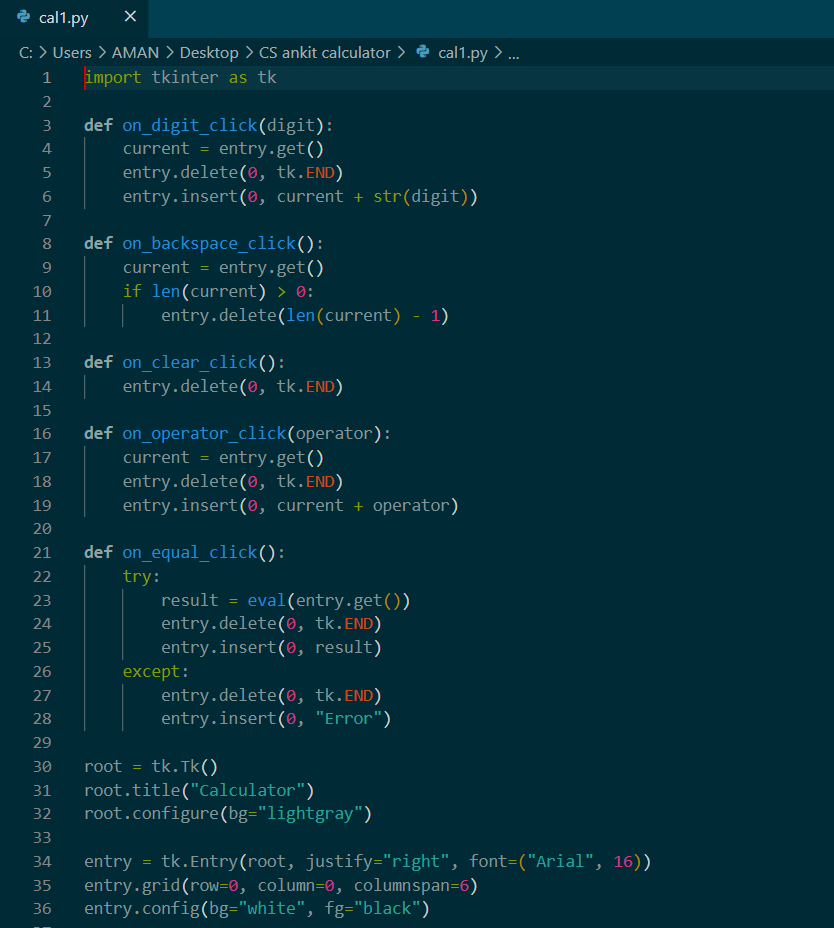 cal1.py ×
C: > Users > AMAN > Desktop > CS ankit calculator > cal1.py > ...
1 import tkinter as tk
2
3 def on_digit_click(digit):
4     current = entry.get()
5     entry.delete(0, tk.END)
6     entry.insert(0, current + str(digit))
7
8 def on_backspace_click():
9     current = entry.get()
10     if len(current) > 0:
11         entry.delete(len(current) - 1)
12
13 def on_clear_click():
14     entry.delete(0, tk.END)
15
16 def on_operator_click(operator):
17     current = entry.get()
18     entry.delete(0, tk.END)
19     entry.insert(0, current + operator)
20
21 def on_equal_click():
22     try:
23         result = eval(entry.get())
24         entry.delete(0, tk.END)
25         entry.insert(0, result)
26     except:
27         entry.delete(0, tk.END)
28         entry.insert(0, "Error")
29
30 root = tk.Tk()
31 root.title("Calculator")
32 root.configure(bg="lightgray")
33
34 entry = tk.Entry(root, justify="right", font=("Arial", 16))
35 entry.grid(row=0, column=0, columnspan=6)
36 entry.config(bg="white", fg="black")